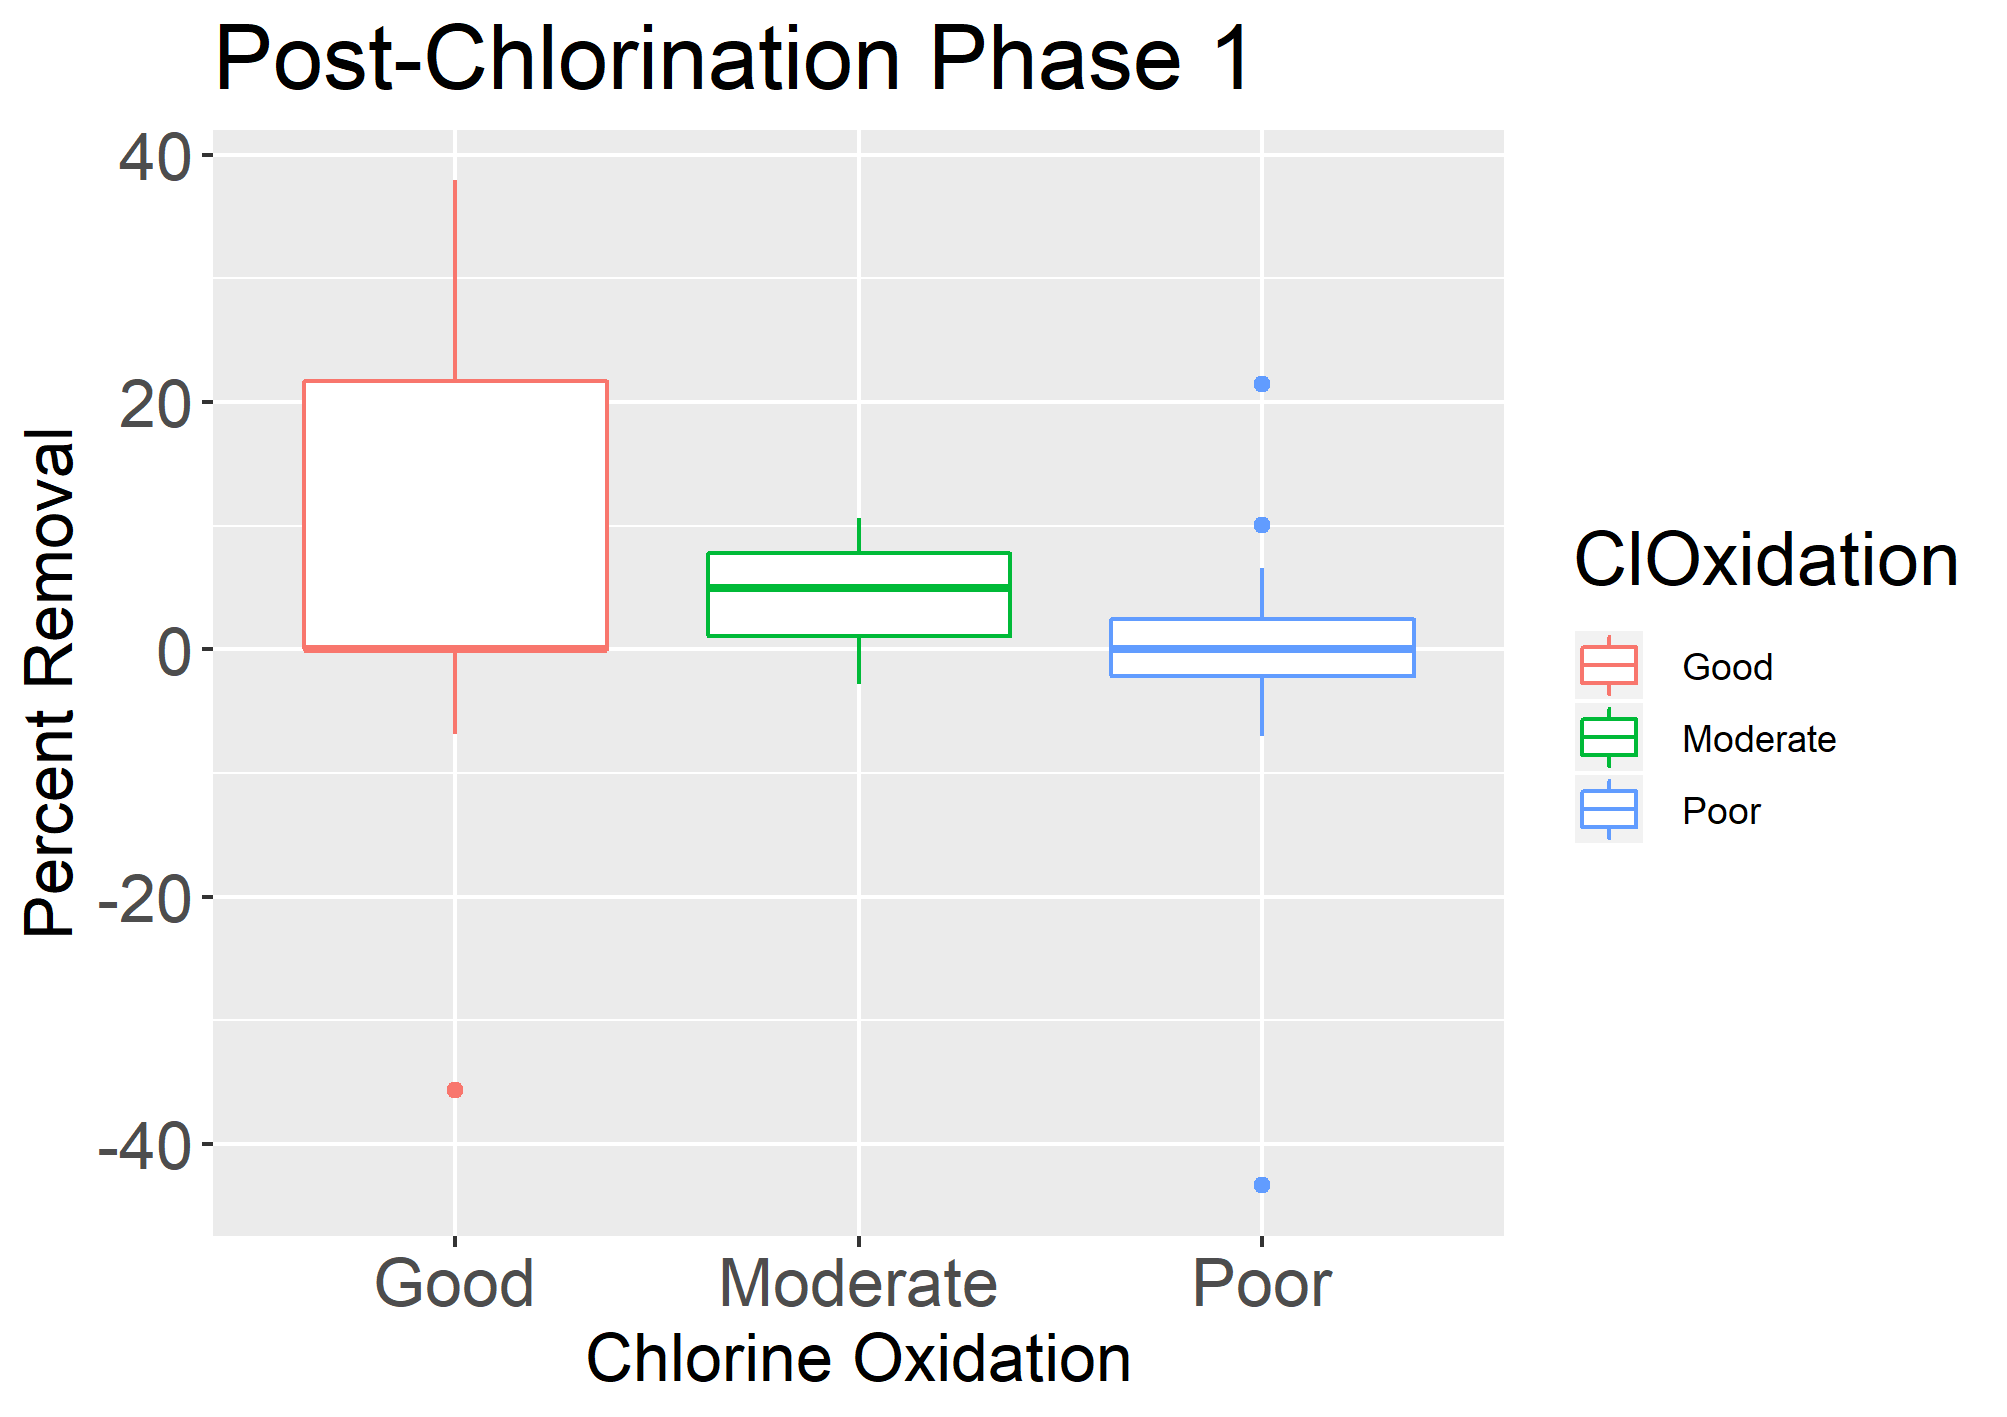 Post-Chlorination Phase 1
40
20
0
-20
-40
Percent Removal
Good
Moderate
Poor
Chlorine Oxidation
ClOxidation
Good
Moderate
Poor